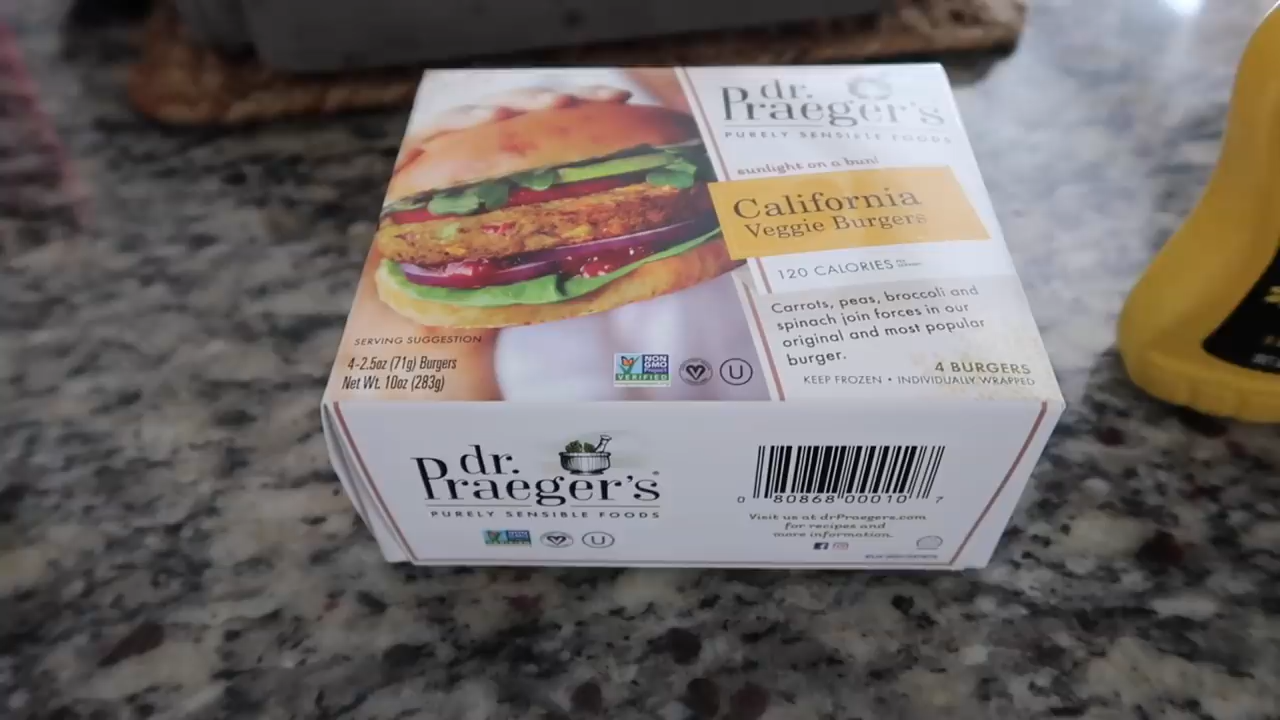 dr.
Praeger's
PURELY SENSIBLE FOODS
sunlight on a bun!
California
Veggie Burgers
120 CALORIES
Carrots, peas, broccoli and
spinach join forces in our
original and most popular
burger.
4 BURGERS
KEEP FROZEN • INDIVIDUALLY WRAPPED
SERVING SUGGESTION
4-2.5oz (71g) Burgers
Net Wt. 10oz (283g)
NON
GMO
Project
VERIFIED
U
dr.
Praeger's®
PURELY SENSIBLE FOODS
U
0 80868 00010 7
Visit us at drPraegers.com
for recipes and
more information.